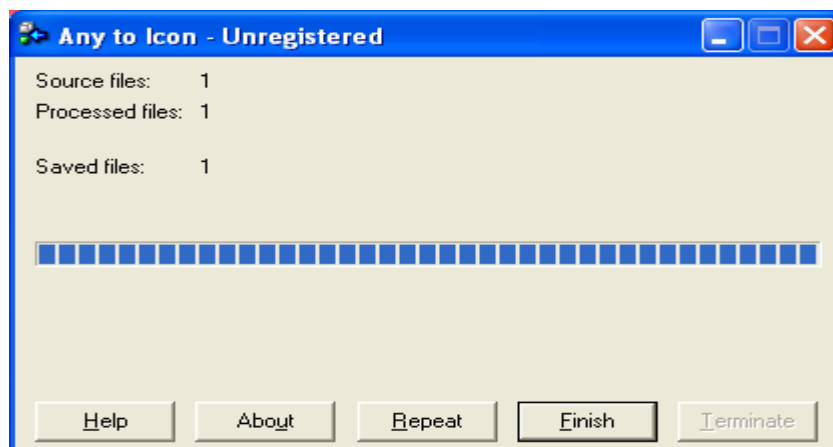 Any to Icon - Unregistered
Source files: 1
Processed files: 1
Saved files: 1
Help About Repeat Finish Terminate